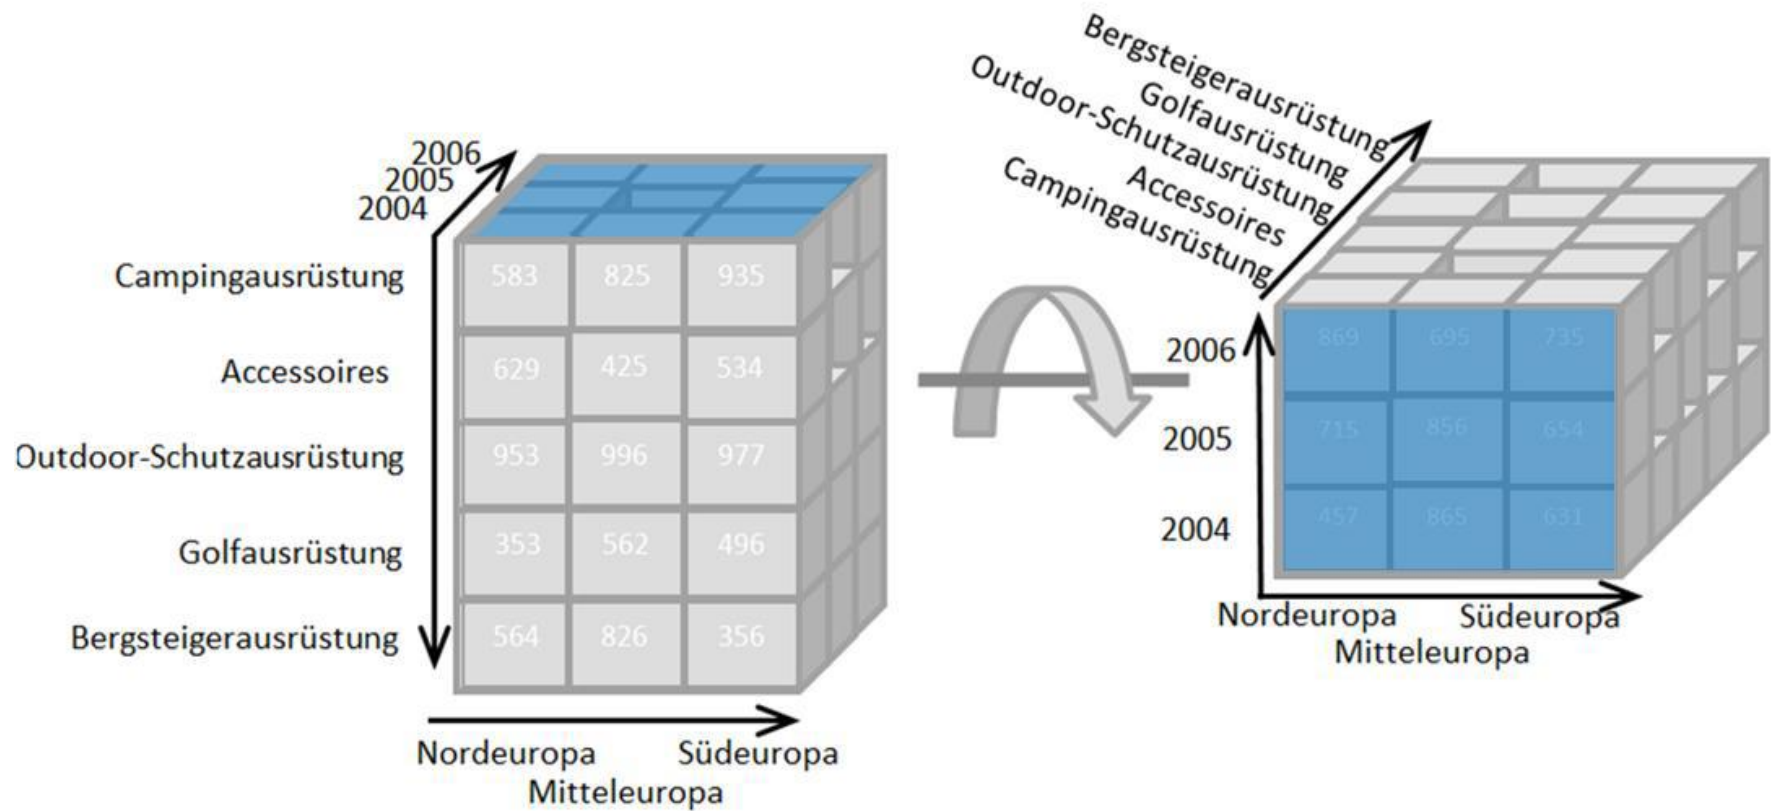 2006
2005
2004
Campingausrüstung
583 825 935
Accessoires
629 425 534
Outdoor-Schutzausrüstung
953 996 977
Golfausrüstung
353 562 496
Bergsteigerausrüstung
564 826 356
Nordeuropa Südeuropa
Mitteleuropa
Bergsteigerausrüstung
Golfausrüstung
Outdoor-Schutzausrüstung
Accessoires
Campingausrüstung
2006 869 695 735
2005 715 856 654
2004 457 865 631
Nordeuropa Südeuropa
Mitteleuropa